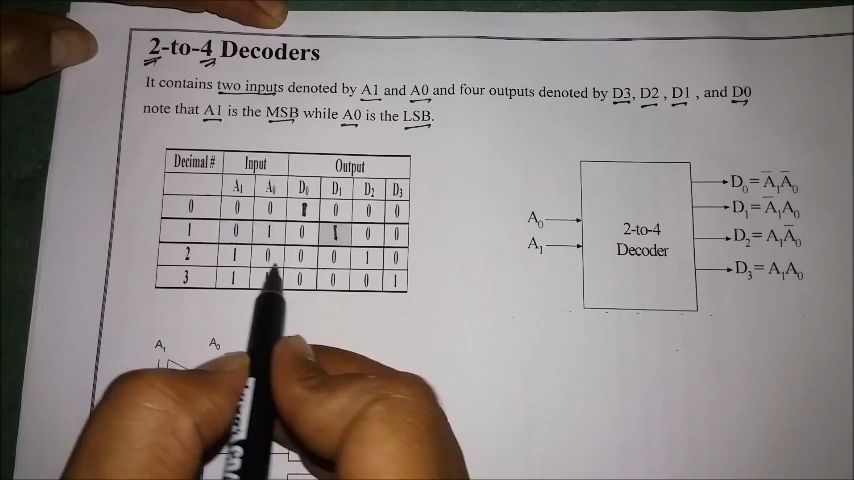 2-to-4 Decoders
It contains two inputs denoted by A1 and A0 and four outputs denoted by D3, D2 , D1 , and D0
note that A1 is the MSB while A0 is the LSB.
Decimal # Input Output
A₁ A₀ D₀ D₁ D₂ D₃
0 0 0 1 0 0 0
1 0 1 0 1 0 0
2 1 0 0 0 1 0
3 1 0 0 0 1
A₀
A₁
2-to-4
Decoder
D₀= A̅₁A̅₀
D₁= A̅₁A₀
D₂= A₁A̅₀
D₃= A₁A₀
A₁ A₀